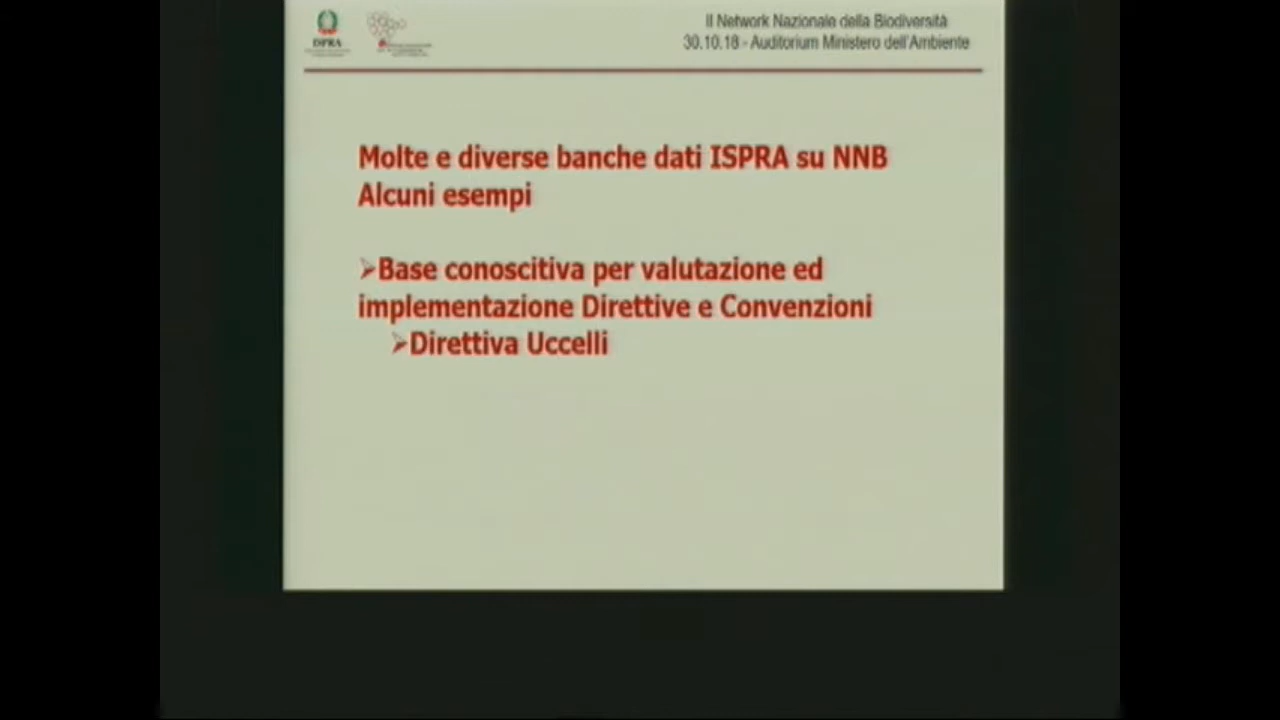 Il Network Nazionale della Biodiversità
30.10.18 - Auditorium Ministero dell'Ambiente
Molte e diverse banche dati ISPRA su NNB
Alcuni esempi
➢Base conoscitiva per valutazione ed
implementazione Direttive e Convenzioni
➢Direttiva Uccelli